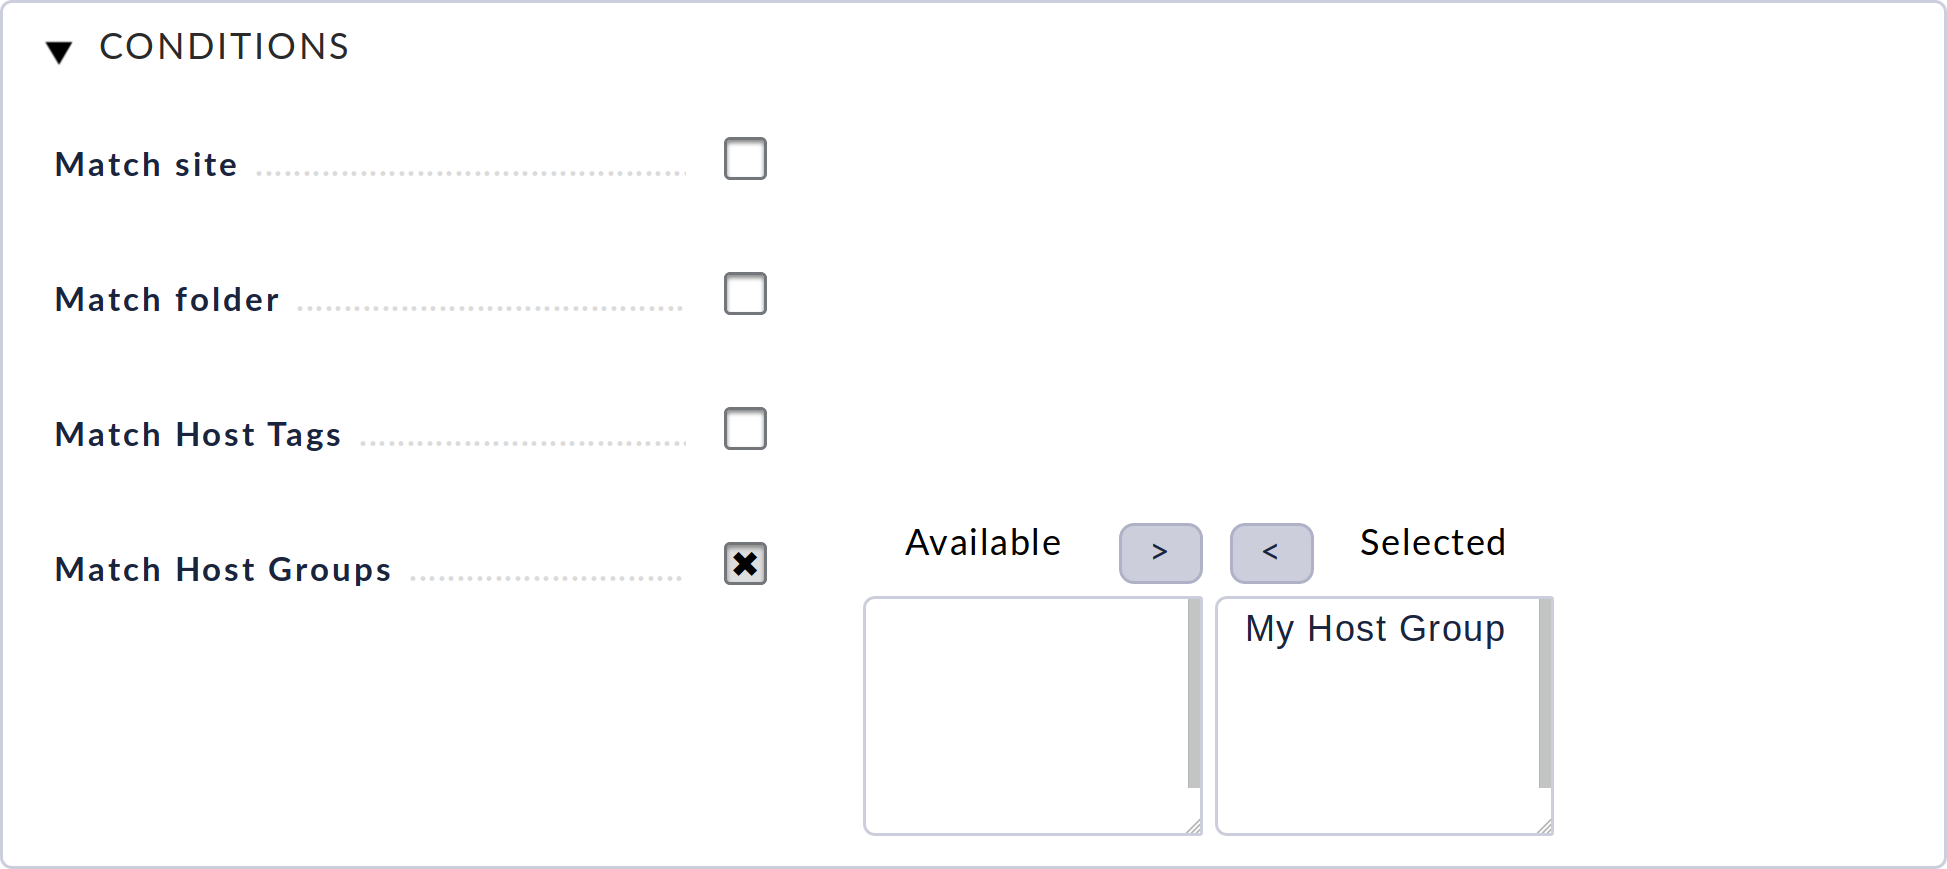 CONDITIONS
Match site
Match folder
Match Host Tags
Match Host Groups
Available > < Selected
My Host Group